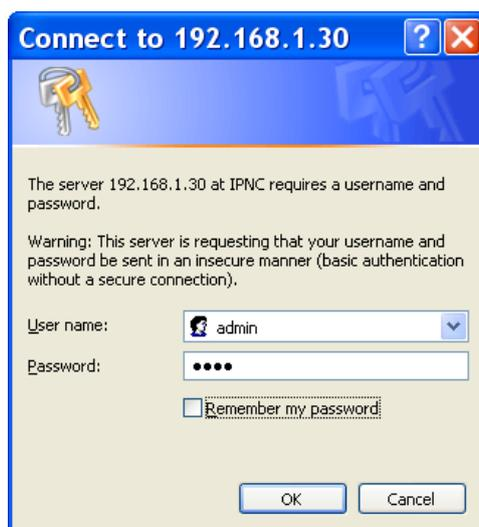 Connect to 192.168.1.30
The server 192.168.1.30 at IPNC requires a username and
password.
Warning: This server is requesting that your username and
password be sent in an insecure manner (basic authentication
without a secure connection).
User name:
admin
Password:
••••
Remember my password
OK
Cancel